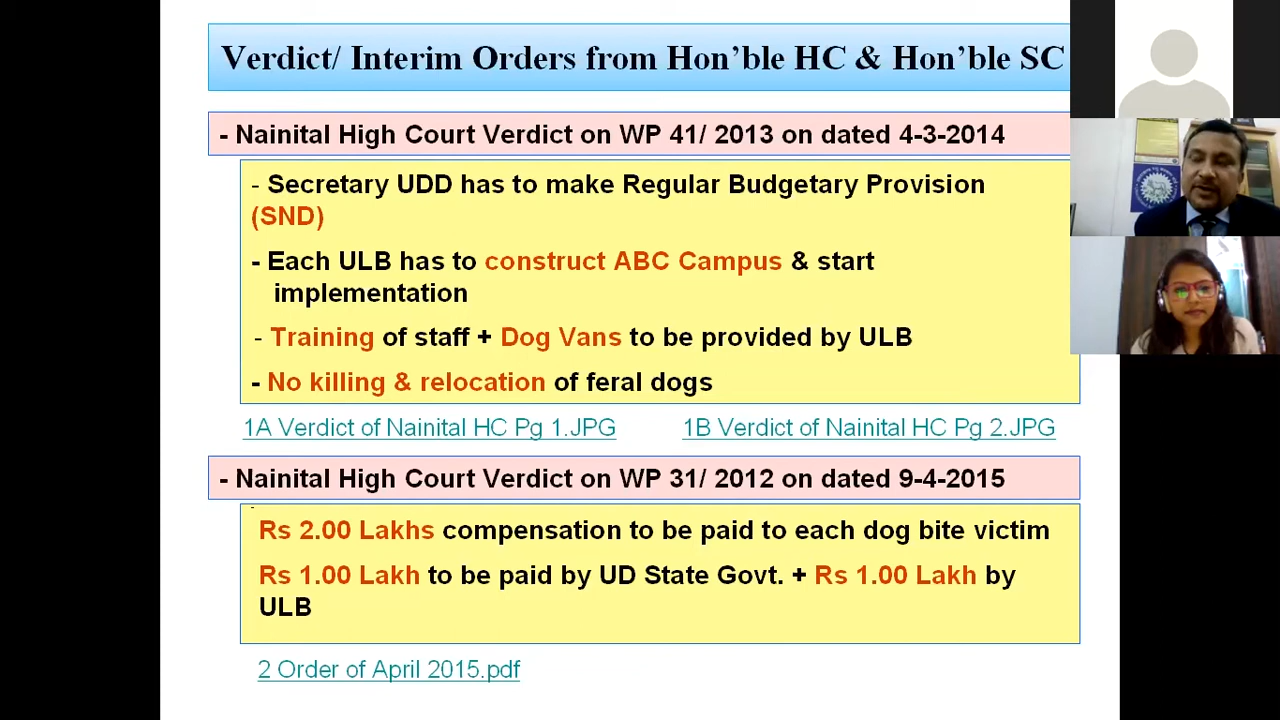 Verdict/ Interim Orders from Hon’ble HC & Hon’ble SC
- Nainital High Court Verdict on WP 41/ 2013 on dated 4-3-2014
- Secretary UDD has to make Regular Budgetary Provision
(SND)
- Each ULB has to construct ABC Campus & start
implementation
- Training of staff + Dog Vans to be provided by ULB
- No killing & relocation of feral dogs
1A Verdict of Nainital HC Pg 1.JPG 1B Verdict of Nainital HC Pg 2.JPG
- Nainital High Court Verdict on WP 31/ 2012 on dated 9-4-2015
Rs 2.00 Lakhs compensation to be paid to each dog bite victim
Rs 1.00 Lakh to be paid by UD State Govt. + Rs 1.00 Lakh by
ULB
2 Order of April 2015.pdf